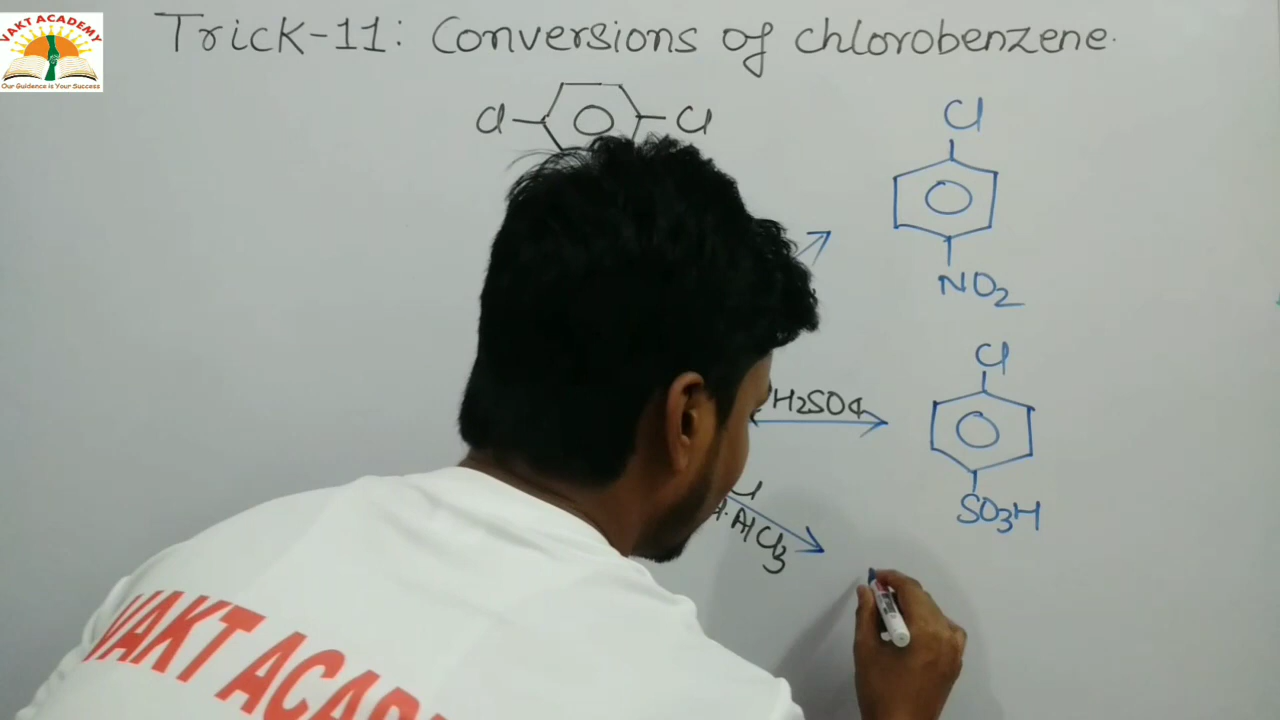 VAKT ACADEMY
Our Guidence is Your Success
Trick-11: Conversions of chlorobenzene.
Cl Cl
Cl
NO2
H2SO4
Cl
SO3H
AlCl3
VAKT ACAD